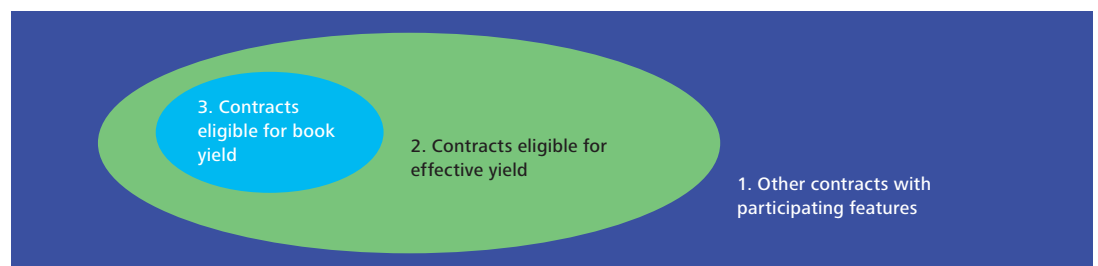 3. Contracts
eligible for book
yield
2. Contracts eligible for
effective yield
1. Other contracts with
participating features